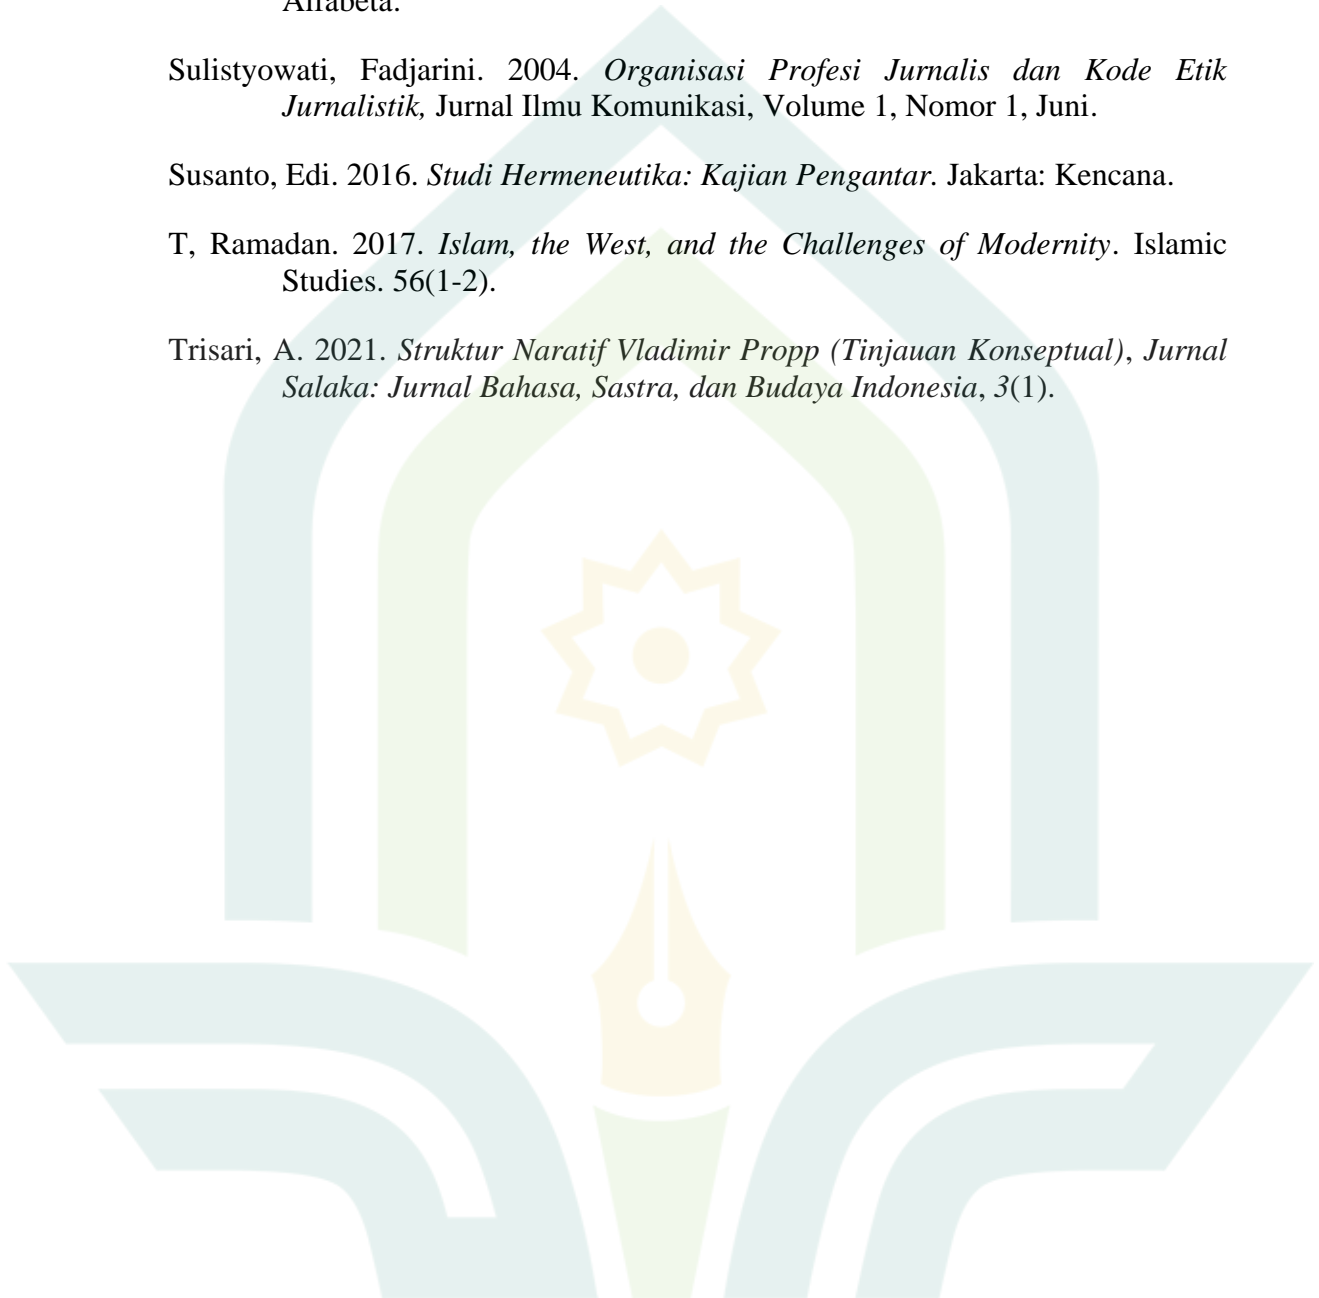 Alfabeta.
Sulistyowati, Fadjarini. 2004. Organisasi Profesi Jurnalis dan Kode Etik
Jurnalistik, Jurnal Ilmu Komunikasi, Volume 1, Nomor 1, Juni.
Susanto, Edi. 2016. Studi Hermeneutika: Kajian Pengantar. Jakarta: Kencana.
T, Ramadan. 2017. Islam, the West, and the Challenges of Modernity. Islamic
Studies. 56(1-2).
Trisari, A. 2021. Struktur Naratif Vladimir Propp (Tinjauan Konseptual), Jurnal
Salaka: Jurnal Bahasa, Sastra, dan Budaya Indonesia, 3(1).